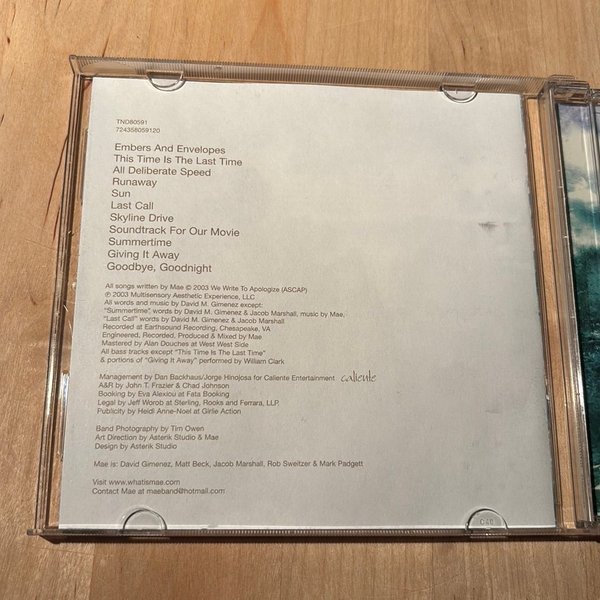 TND80591
724358059120
Embers And Envelopes
This Time Is The Last Time
All Deliberate Speed
Runaway
Sun
Last Call
Skyline Drive
Soundtrack For Our Movie
Summertime
Giving It Away
Goodbye, Goodnight
All songs written by Mae © 2003 We Write To Apologize (ASCAP)
℗ 2003 Multisensory Aesthetic Experience, LLC
All words and music by David M. Gimenez except:
"Summertime", words by David M. Gimenez & Jacob Marshall, music by Mae,
"Last Call" words by David M. Gimenez & Jacob Marshall
Recorded at Earthsound Recording, Chesapeake, VA
Engineered, Recorded, Produced & Mixed by Mae
Mastered by Alan Douches at West West Side
All bass tracks except "This Time Is The Last Time"
& portions of "Giving It Away" performed by William Clark
Management by Dan Backhaus/Jorge Hinojosa for Caliente Entertainment caliente
A&R by John T. Frazier & Chad Johnson
Booking by Eva Alexiou at Fata Booking
Legal by Jeff Worob at Sterling, Rooks and Ferrara, LLP.
Publicity by Heidi Anne-Noel at Girlie Action
Band Photography by Tim Owen
Art Direction by Asterik Studio & Mae
Design by Asterik Studio
Mae is: David Gimenez, Matt Beck, Jacob Marshall, Rob Sweitzer & Mark Padgett
Visit www.whatismae.com
Contact Mae at maeband@hotmail.com